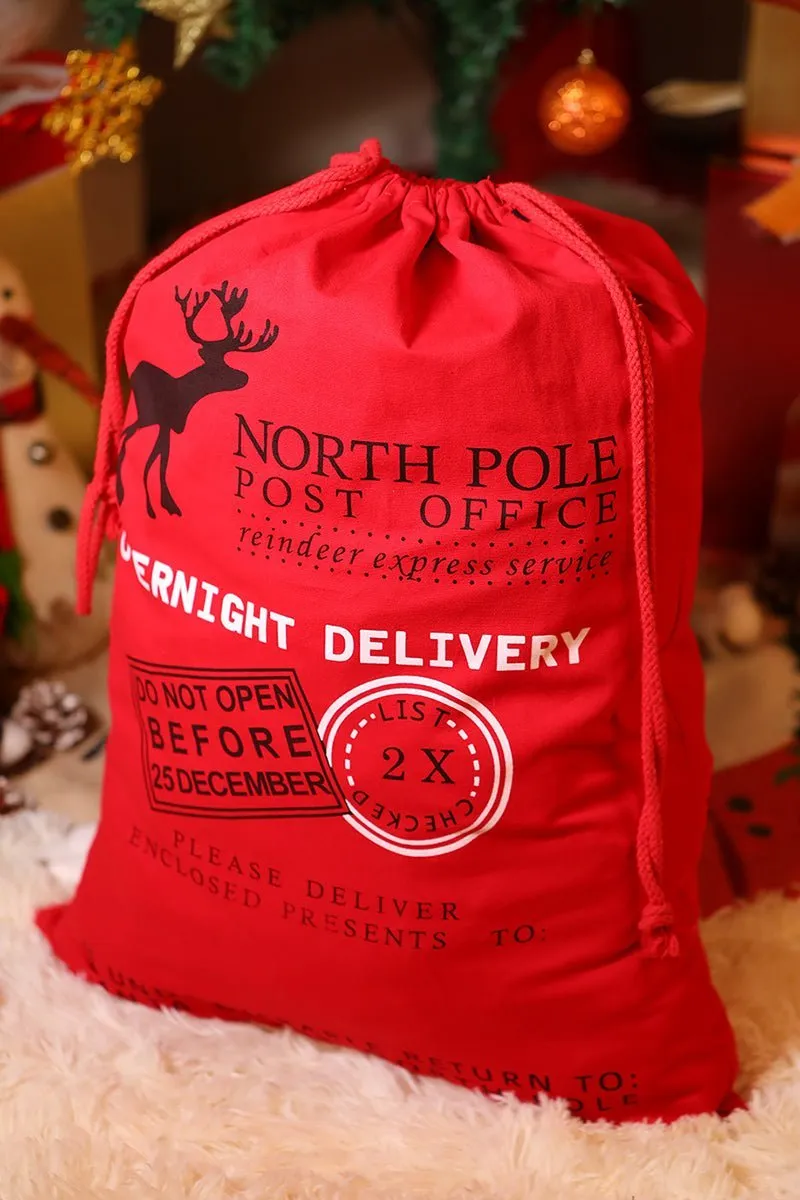 NORTH POLE
POST OFFICE
reindeer express service
OVERNIGHT DELIVERY
DO NOT OPEN
BEFORE
25 DECEMBER
LIST
2 X
CHECKED
PLEASE DELIVER
ENCLOSED PRESENTS TO:
RETURN TO: